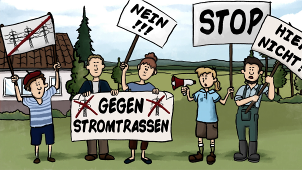 NEIN
!!!
STOP
HIER
NICHT!
GEGEN
STROMTRASSEN